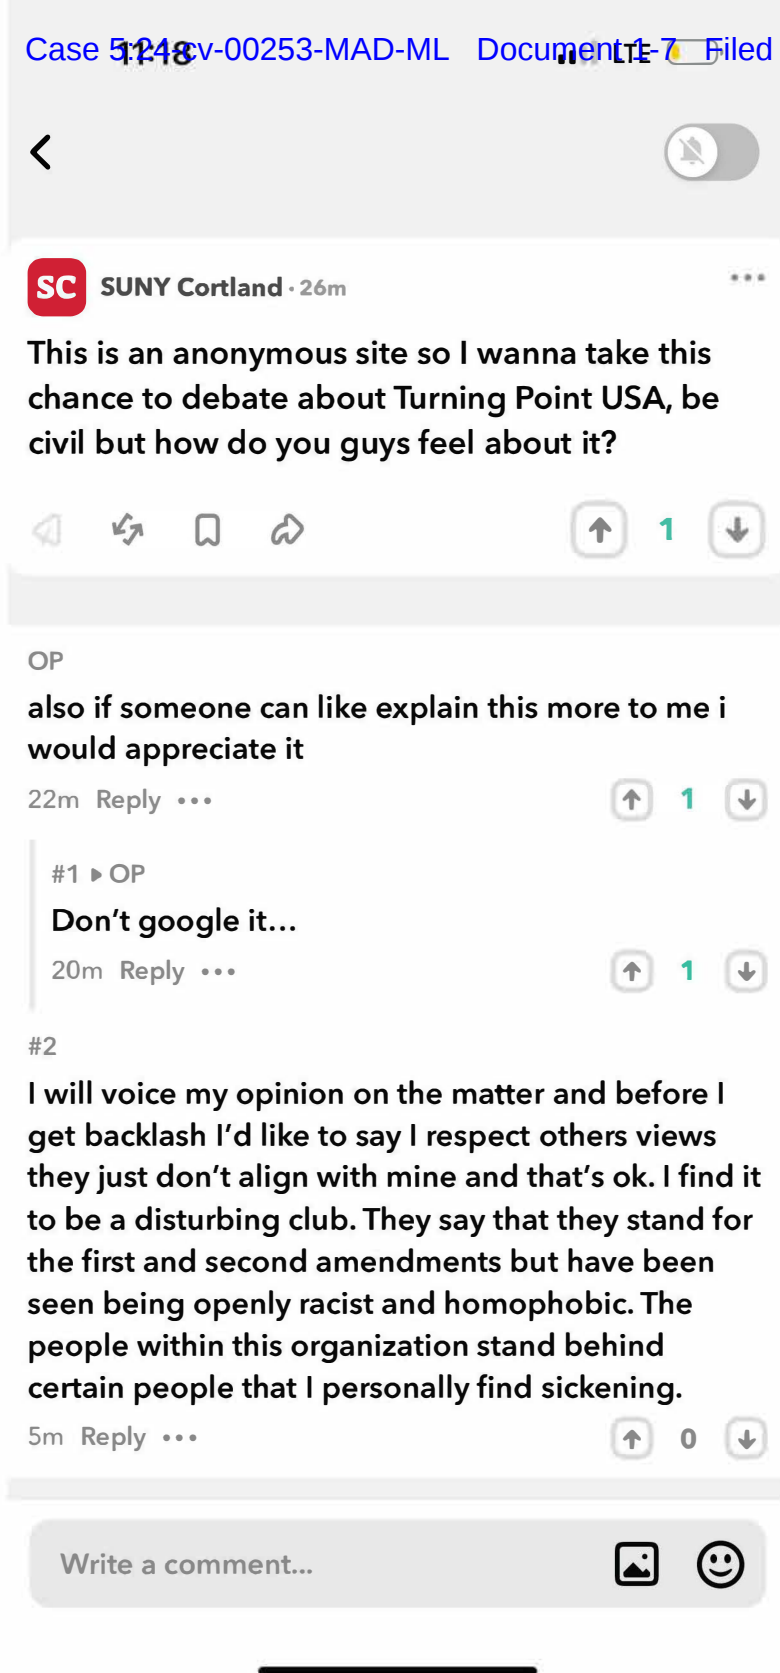 Case 5:24-cv-00253-MAD-ML Document 1-7 Filed
11:18 LTE
SC SUNY Cortland · 26m
This is an anonymous site so I wanna take this
chance to debate about Turning Point USA, be
civil but how do you guys feel about it?
1
OP
also if someone can like explain this more to me i
would appreciate it
22m Reply ••• 1
#1 ▸ OP
Don't google it...
20m Reply ••• 1
#2
I will voice my opinion on the matter and before I
get backlash I'd like to say I respect others views
they just don't align with mine and that's ok. I find it
to be a disturbing club. They say that they stand for
the first and second amendments but have been
seen being openly racist and homophobic. The
people within this organization stand behind
certain people that I personally find sickening.
5m Reply ••• 0
Write a comment...